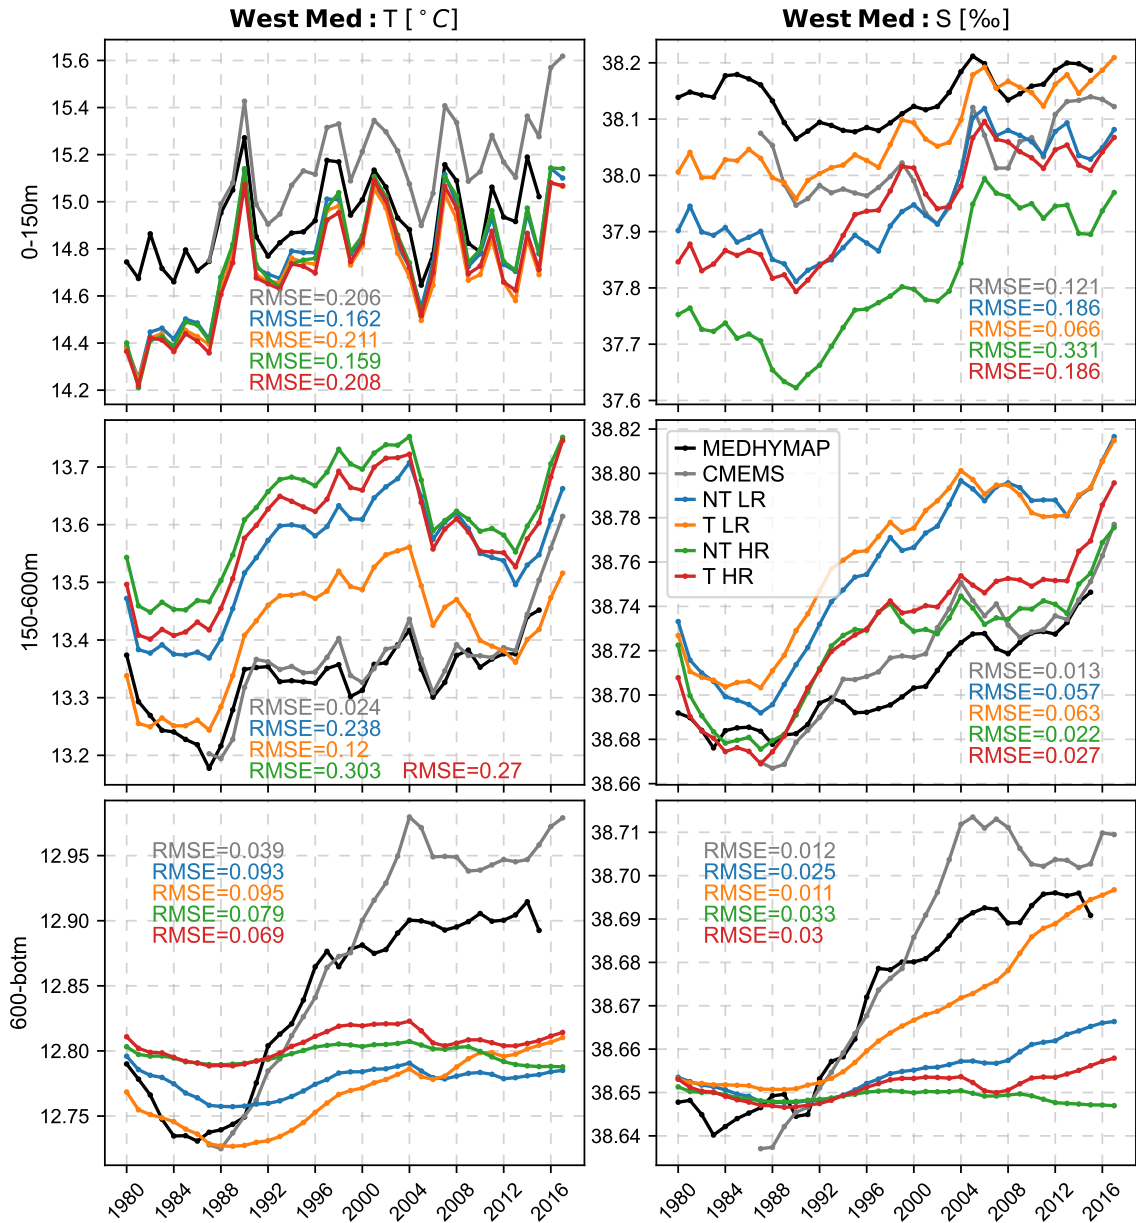 West Med : T [°C]
West Med : S [‰]
0-150m
15.6
15.4
15.2
15.0
14.8
14.6
14.4
14.2
RMSE=0.206
RMSE=0.162
RMSE=0.211
RMSE=0.159
RMSE=0.208
38.2
38.1
38.0
37.9
37.8
37.7
37.6
RMSE=0.121
RMSE=0.186
RMSE=0.066
RMSE=0.331
RMSE=0.186
150-600m
13.7
13.6
13.5
13.4
13.3
13.2
RMSE=0.024
RMSE=0.238
RMSE=0.12
RMSE=0.303 RMSE=0.27
38.82
38.80
38.78
38.76
38.74
38.72
38.70
38.68
38.66
MEDHYMAP
CMEMS
NT LR
T LR
NT HR
T HR
RMSE=0.013
RMSE=0.057
RMSE=0.063
RMSE=0.022
RMSE=0.027
600-botm
12.95
12.90
12.85
12.80
12.75
RMSE=0.039
RMSE=0.093
RMSE=0.095
RMSE=0.079
RMSE=0.069
38.71
38.70
38.69
38.68
38.67
38.66
38.65
38.64
RMSE=0.012
RMSE=0.025
RMSE=0.011
RMSE=0.033
RMSE=0.03
1980 1984 1988 1992 1996 2000 2004 2008 2012 2016
1980 1984 1988 1992 1996 2000 2004 2008 2012 2016